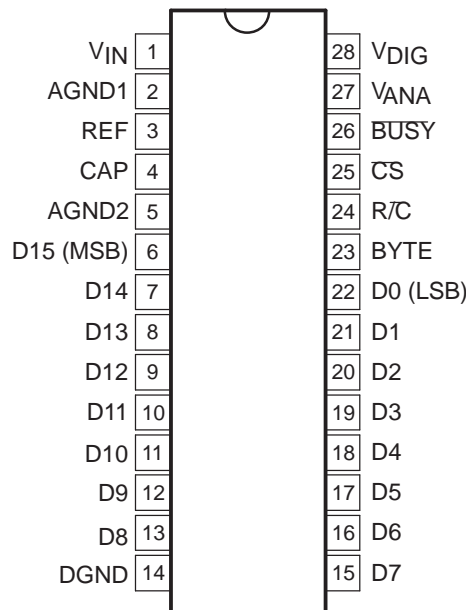 VIN 1 28 VDIG
AGND1 2 27 VANA
REF 3 26 B̅U̅S̅Y̅
CAP 4 25 C̅S̅
AGND2 5 24 R/C̅
D15 (MSB) 6 23 BYTE
D14 7 22 D0 (LSB)
D13 8 21 D1
D12 9 20 D2
D11 10 19 D3
D10 11 18 D4
D9 12 17 D5
D8 13 16 D6
DGND 14 15 D7